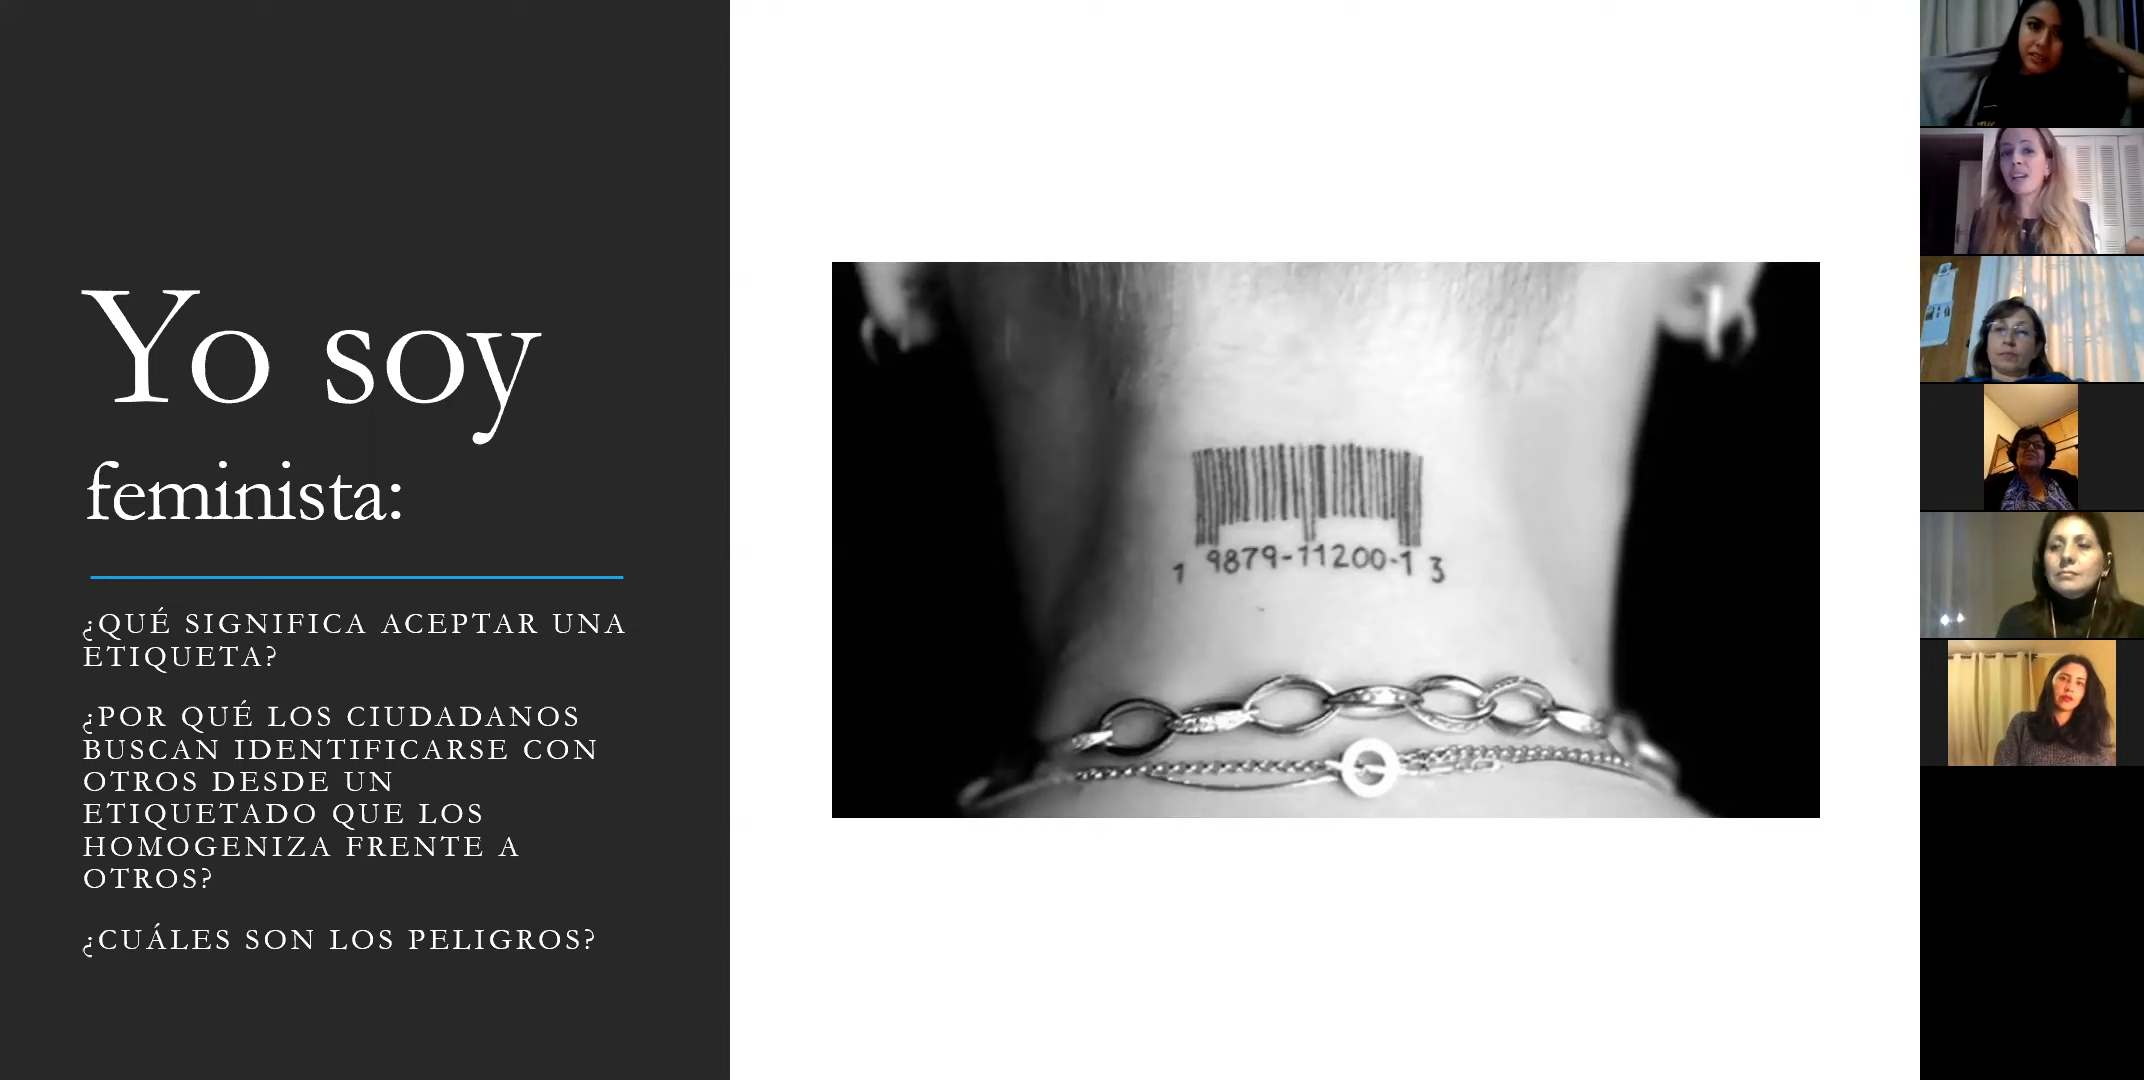 Yo soy
feminista:
¿QUÉ SIGNIFICA ACEPTAR UNA
ETIQUETA?
¿POR QUÉ LOS CIUDADANOS
BUSCAN IDENTIFICARSE CON
OTROS DESDE UN
ETIQUETADO QUE LOS
HOMOGENIZA FRENTE A
OTROS?
¿CUÁLES SON LOS PELIGROS?
1 9879-11200-1 3